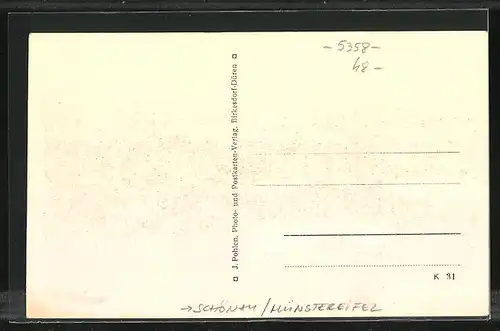 - 5358 -
48 -
J. Pohlen, Photo- und Postkarten-Verlag, Birkesdorf-Düren
K 31
→ SCHÖNAU / MÜNSTEREIFEL